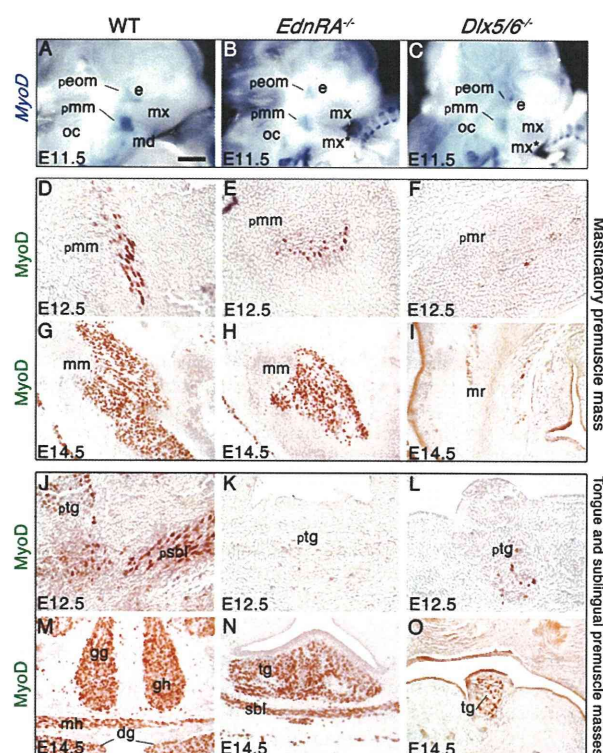 WT EdnRA-/- Dlx5/6-/-
MyoD
A B C
peom e peom e peom e
pmm mx pmm mx pmm mx
oc md oc mx* oc mx*
E11.5 E11.5 E11.5
MyoD
D E F
pmm pmm pmr
E12.5 E12.5 E12.5
MyoD
G H I
mm mm mr
E14.5 E14.5 E14.5
Masticatory premuscle mass
MyoD
J K L
ptg psbl ptg ptg
E12.5 E12.5 E12.5
MyoD
M N O
gg gh tg tg
mh dg sbl
E14.5 E14.5 E14.5
Tongue and sublingual premuscle masses